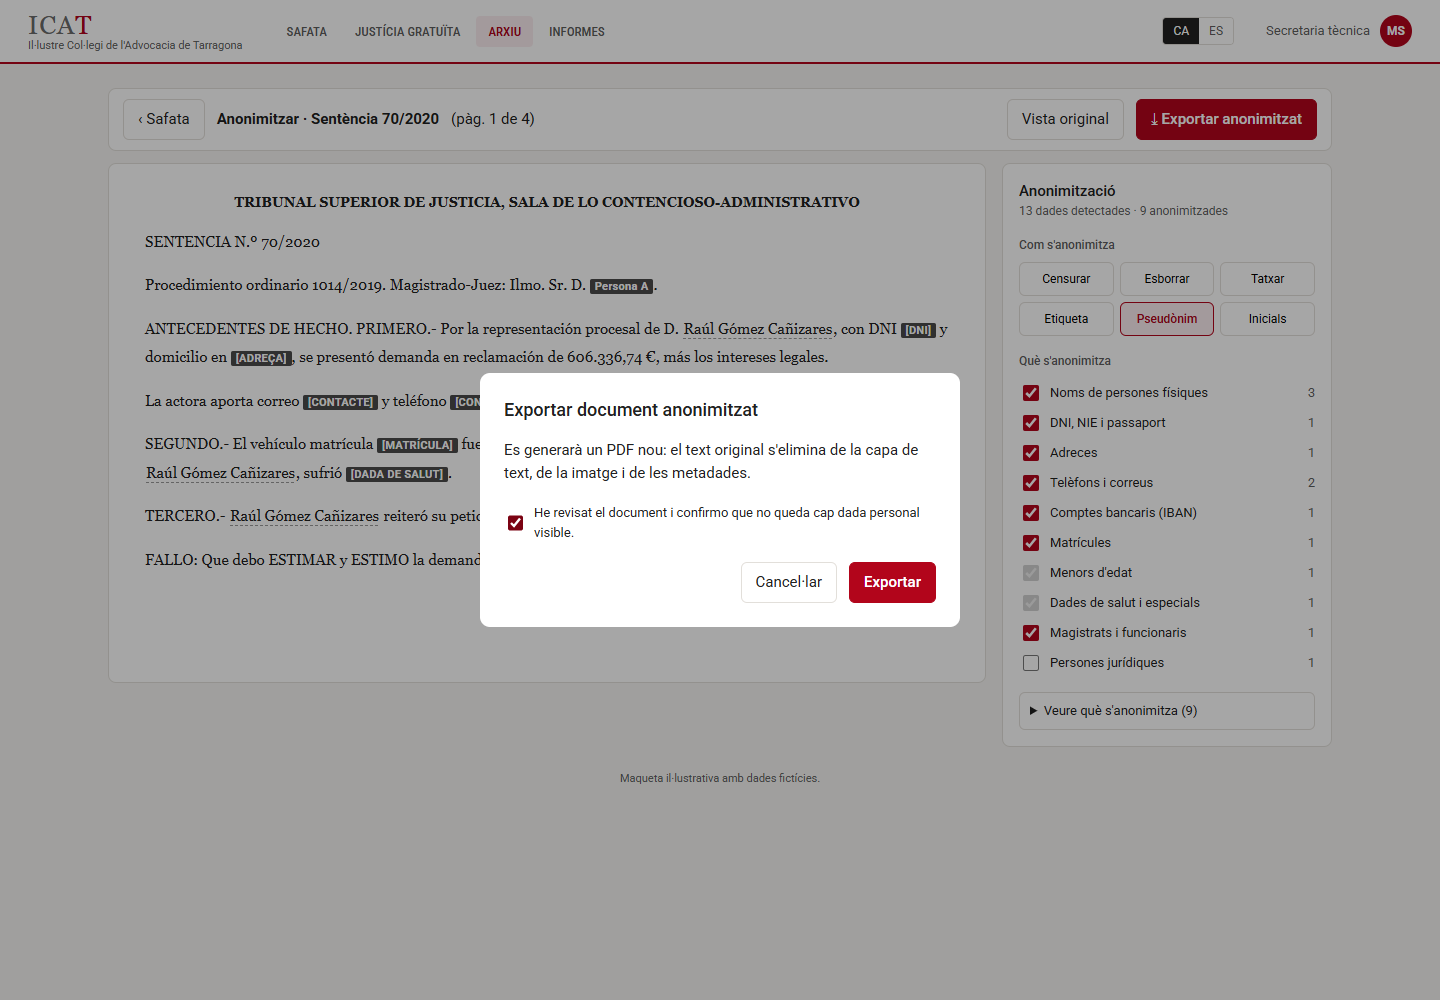 ICAT
Il·lustre Col·legi de l'Advocacia de Tarragona
SAFATA
JUSTÍCIA GRATUÏTA
ARXIU
INFORMES
CA
ES
Secretaria tècnica
MS
‹ Safata
Anonimitzar · Sentència 70/2020 (pàg. 1 de 4)
Vista original
⤓ Exportar anonimitzat
TRIBUNAL SUPERIOR DE JUSTICIA, SALA DE LO CONTENCIOSO-ADMINISTRATIVO
SENTENCIA N.º 70/2020
Procedimiento ordinario 1014/2019. Magistrado-Juez: Ilmo. Sr. D. Persona A.
ANTECEDENTES DE HECHO. PRIMERO.- Por la representación procesal de D. Raúl Gómez Cañizares, con DNI [DNI] y
domicilio en [ADREÇA], se presentó demanda en reclamación de 606.336,74 €, más los intereses legales.
La actora aporta correo [CONTACTE] y teléfono [CON
SEGUNDO.- El vehículo matrícula [MATRÍCULA] fue
Raúl Gómez Cañizares, sufrió [DADA DE SALUT].
TERCERO.- Raúl Gómez Cañizares reiteró su petic
FALLO: Que debo ESTIMAR y ESTIMO la demand
Exportar document anonimitzat
Es generarà un PDF nou: el text original s'elimina de la capa de
text, de la imatge i de les metadades.
He revisat el document i confirmo que no queda cap dada personal
visible.
Cancel·lar
Exportar
Anonimització
13 dades detectades · 9 anonimitzades
Com s'anonimitza
Censurar
Esborrar
Tatxar
Etiqueta
Pseudònim
Inicials
Què s'anonimitza
Noms de persones físiques 3
DNI, NIE i passaport 1
Adreces 1
Telèfons i correus 2
Comptes bancaris (IBAN) 1
Matrícules 1
Menors d'edat 1
Dades de salut i especials 1
Magistrats i funcionaris 1
Persones jurídiques 1
▶ Veure què s'anonimitza (9)
Maqueta il·lustrativa amb dades fictícies.